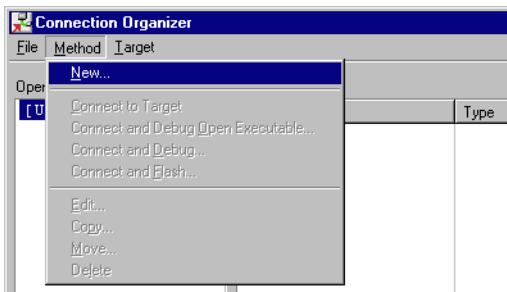 Connection Organizer
File Method Target
Oper
New...
[U
Type
Connect to Target
Connect and Debug Open Executable...
Connect and Debug...
Connect and Flash...
Edit...
Copy...
Move...
Delete